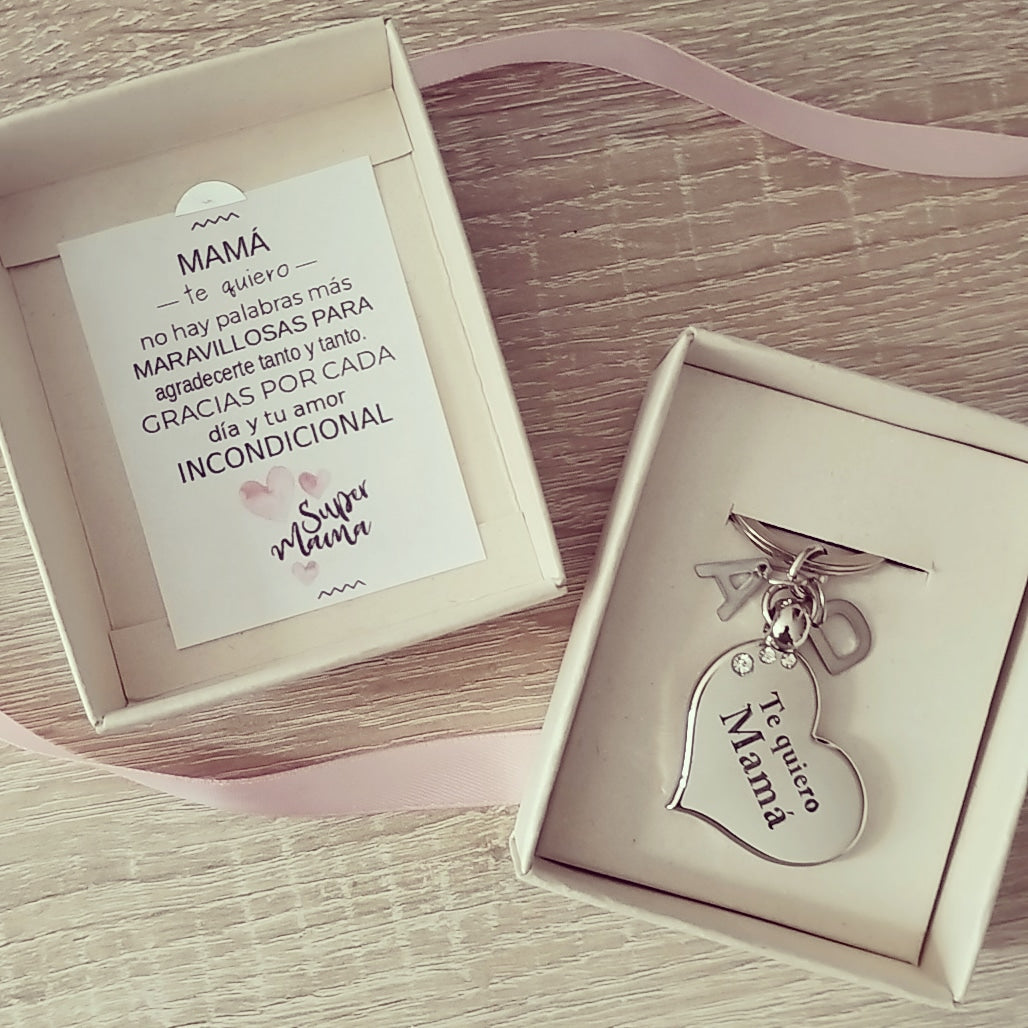 MAMÁ
te quiero
no hay palabras más
MARAVILLOSAS PARA
agradecerte tanto y tanto.
GRACIAS POR CADA
día y tu amor
INCONDICIONAL
Super
Mama
A D
Te quiero
Mamá